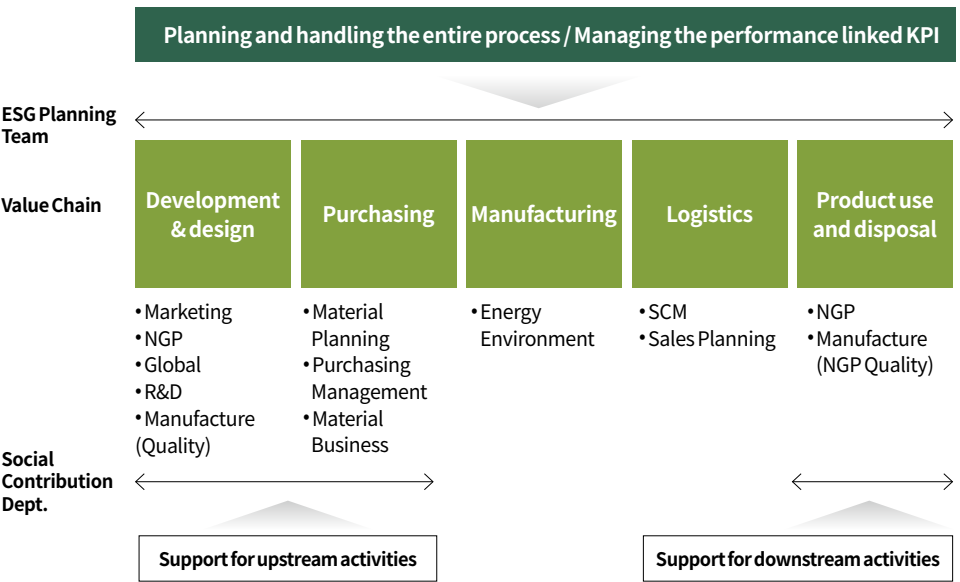 Planning and handling the entire process / Managing the performance linked KPI
ESG Planning
Team
Value Chain
Development
& design
Purchasing
Manufacturing
Logistics
Product use
and disposal
• Marketing
• NGP
• Global
• R&D
• Manufacture
(Quality)
• Material
Planning
• Purchasing
Management
• Material
Business
• Energy
Environment
• SCM
• Sales Planning
• NGP
• Manufacture
(NGP Quality)
Social
Contribution
Dept.
Support for upstream activities
Support for downstream activities